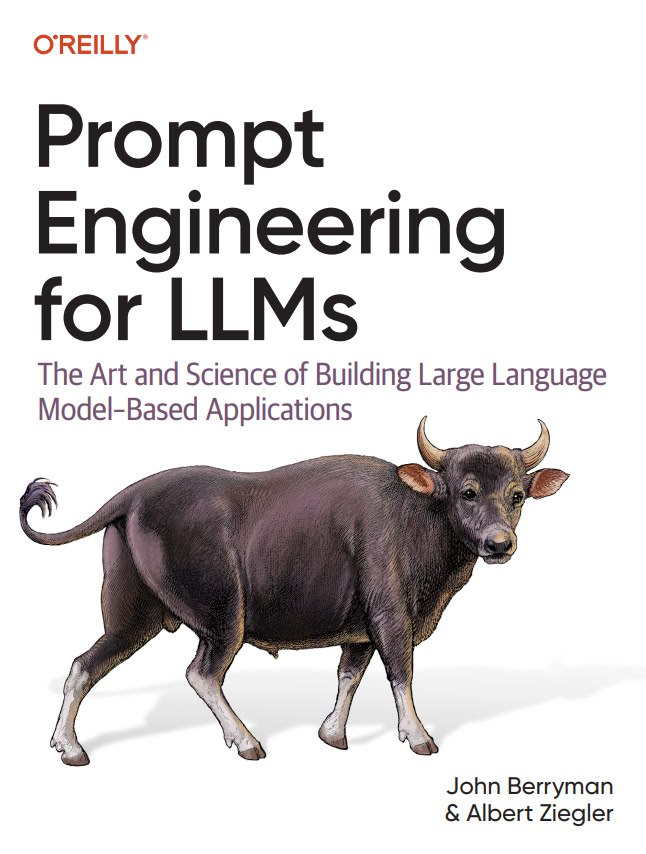 O'REILLY®
Prompt
Engineering
for LLMs
The Art and Science of Building Large Language
Model-Based Applications
John Berryman
& Albert Ziegler